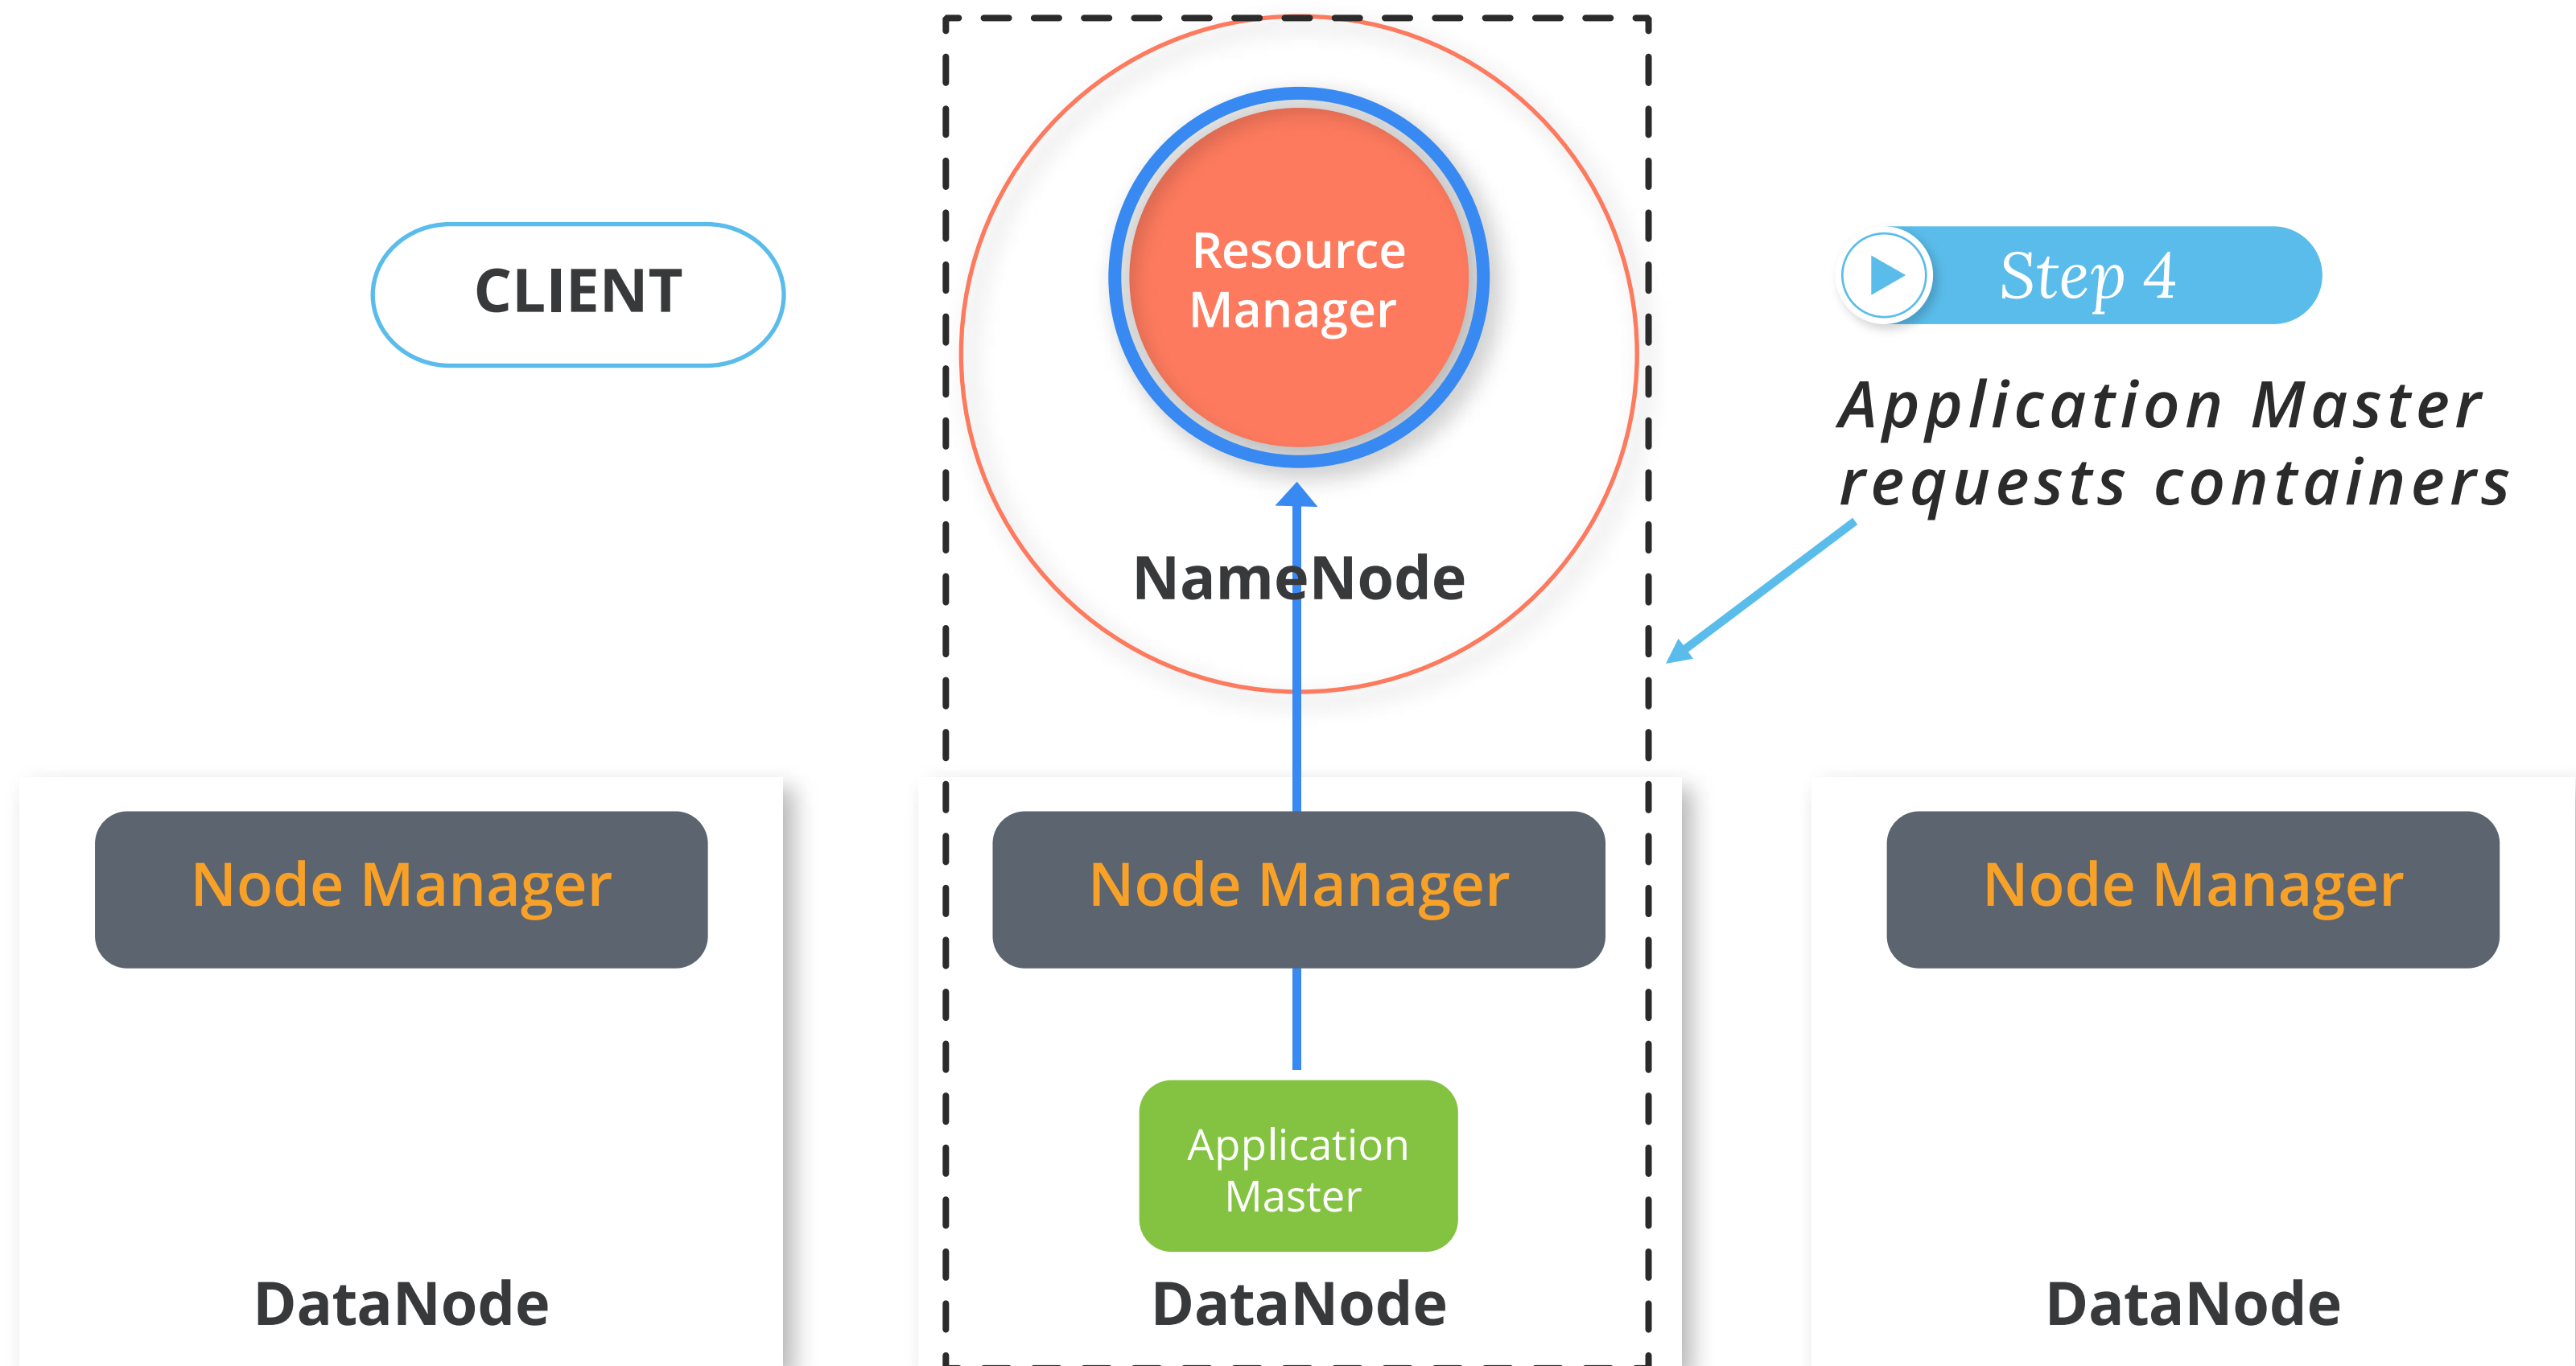 CLIENT
Resource
Manager
NameNode
Step 4
Application Master
requests containers
Node Manager
Node Manager
Node Manager
Application
Master
DataNode
DataNode
DataNode